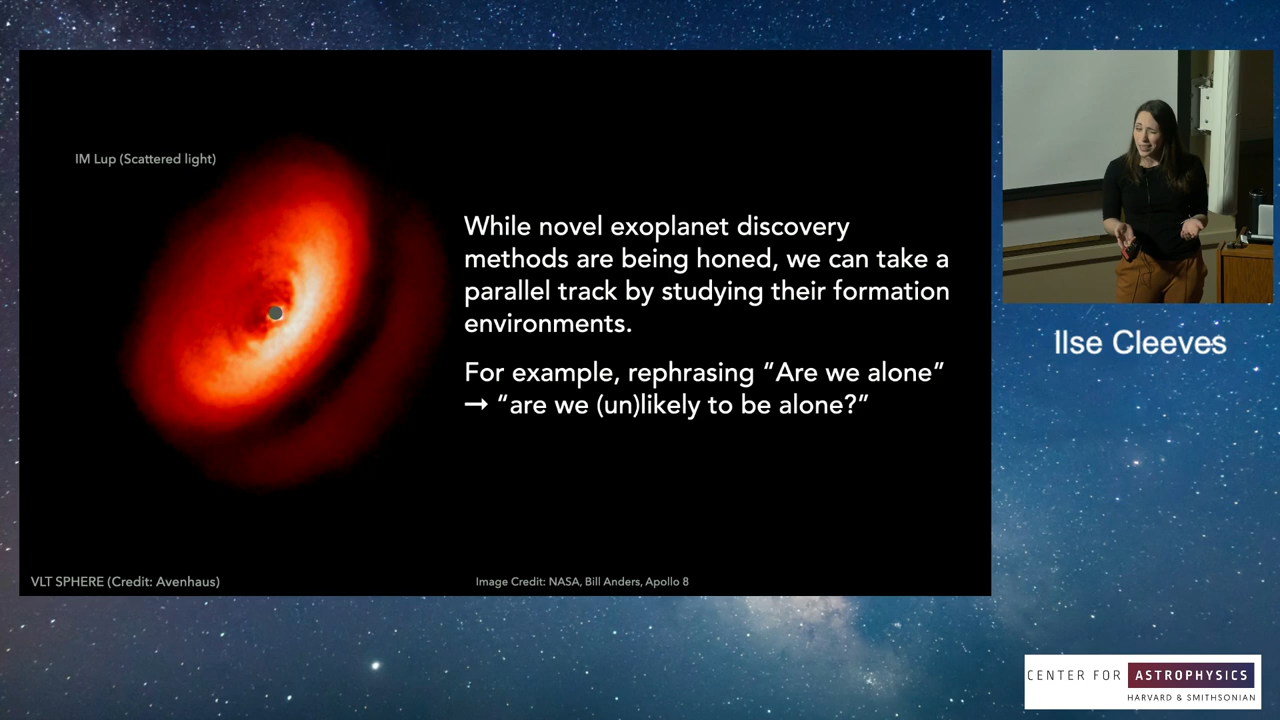 IM Lup (Scattered light)
While novel exoplanet discovery
methods are being honed, we can take a
parallel track by studying their formation
environments.
For example, rephrasing “Are we alone”
→ “are we (un)likely to be alone?”
VLT SPHERE (Credit: Avenhaus)
Image Credit: NASA, Bill Anders, Apollo 8
Ilse Cleeves
CENTER FOR ASTROPHYSICS
HARVARD & SMITHSONIAN